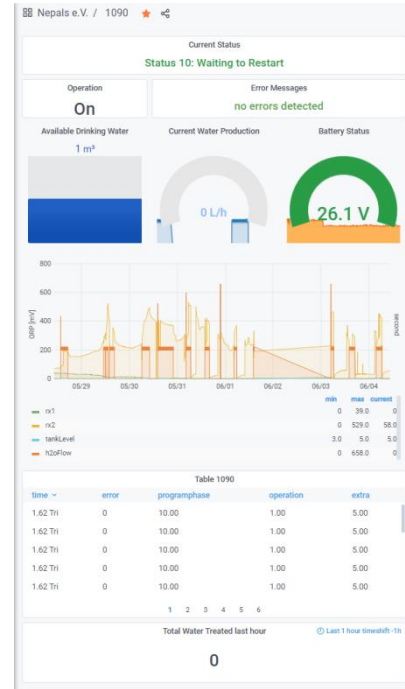 Nepals e.V. / 1090
Current Status
Status 10: Waiting to Restart
Operation
On
Error Messages
no errors detected
Available Drinking Water
1 m³
Current Water Production
0 L/h
Battery Status
26.1 V
800
600
400
200
0
ORP [mV]
second
05/29 05/30 05/31 06/01 06/02 06/03 06/04
min max current
rx1 0 39.0 0
rx2 0 529.0 58.0
tankLevel 3.0 5.0 5.0
h2oFlow 0 658.0 0
Table 1090
time error programphase operation extra
1.62 Tri 0 10.00 1.00 5.00
1.62 Tri 0 10.00 1.00 5.00
1.62 Tri 0 10.00 1.00 5.00
1.62 Tri 0 10.00 1.00 5.00
1.62 Tri 0 10.00 1.00 5.00
1 2 3 4 5 6
Total Water Treated last hour
Last 1 hour timeshift -1h
0